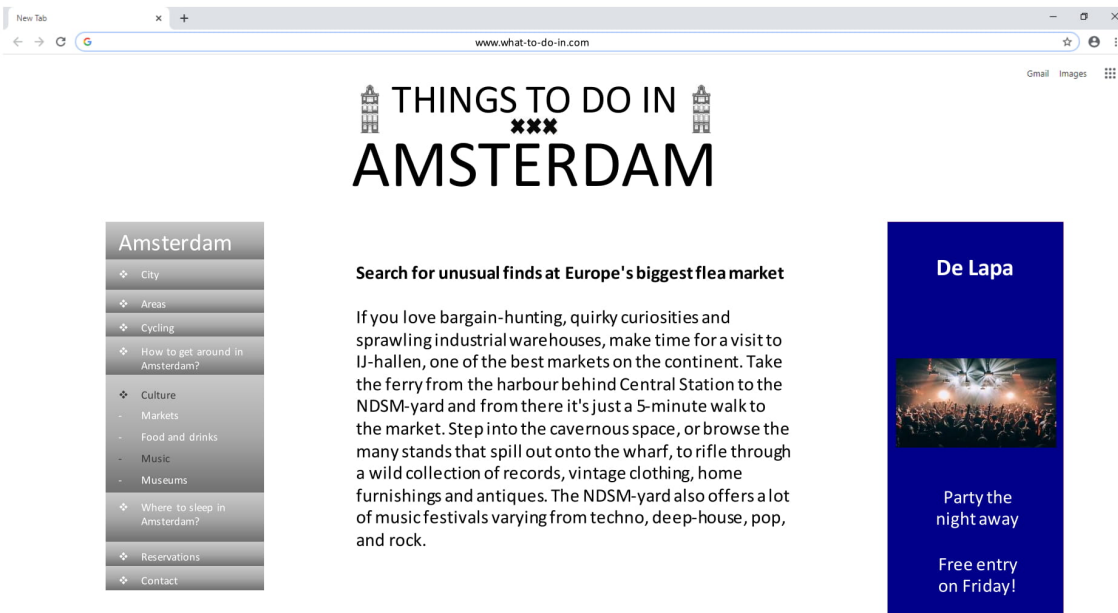 New Tab
www.what-to-do-in.com
Gmail Images
THINGS TO DO IN
XXX
AMSTERDAM
Amsterdam
City
Areas
Cycling
How to get around in
Amsterdam?
Culture
- Markets
- Food and drinks
- Music
- Museums
Where to sleep in
Amsterdam?
Reservations
Contact
Search for unusual finds at Europe's biggest flea market
If you love bargain-hunting, quirky curiosities and
sprawling industrial warehouses, make time for a visit to
IJ-hallen, one of the best markets on the continent. Take
the ferry from the harbour behind Central Station to the
NDSM-yard and from there it's just a 5-minute walk to
the market. Step into the cavernous space, or browse the
many stands that spill out onto the wharf, to rifle through
a wild collection of records, vintage clothing, home
furnishings and antiques. The NDSM-yard also offers a lot
of music festivals varying from techno, deep-house, pop,
and rock.
De Lapa
Party the
night away
Free entry
on Friday!